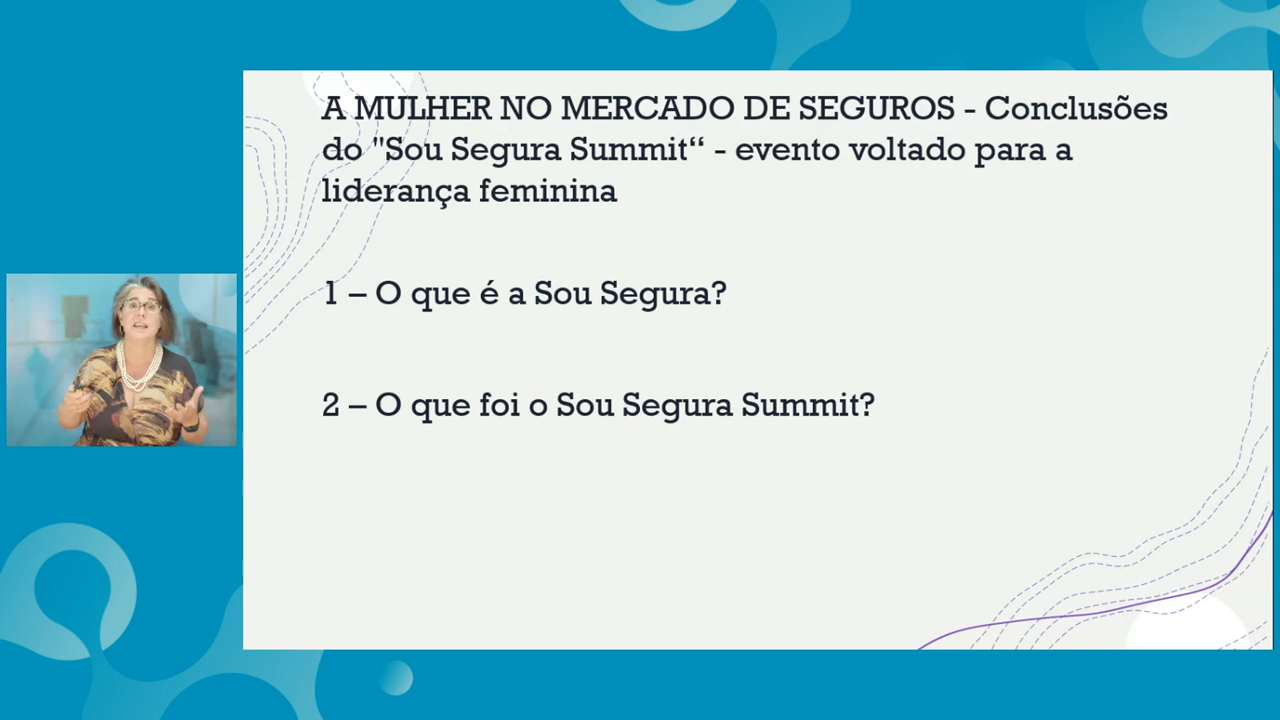 A MULHER NO MERCADO DE SEGUROS - Conclusões
do "Sou Segura Summit“ - evento voltado para a
liderança feminina
1 – O que é a Sou Segura?
2 – O que foi o Sou Segura Summit?